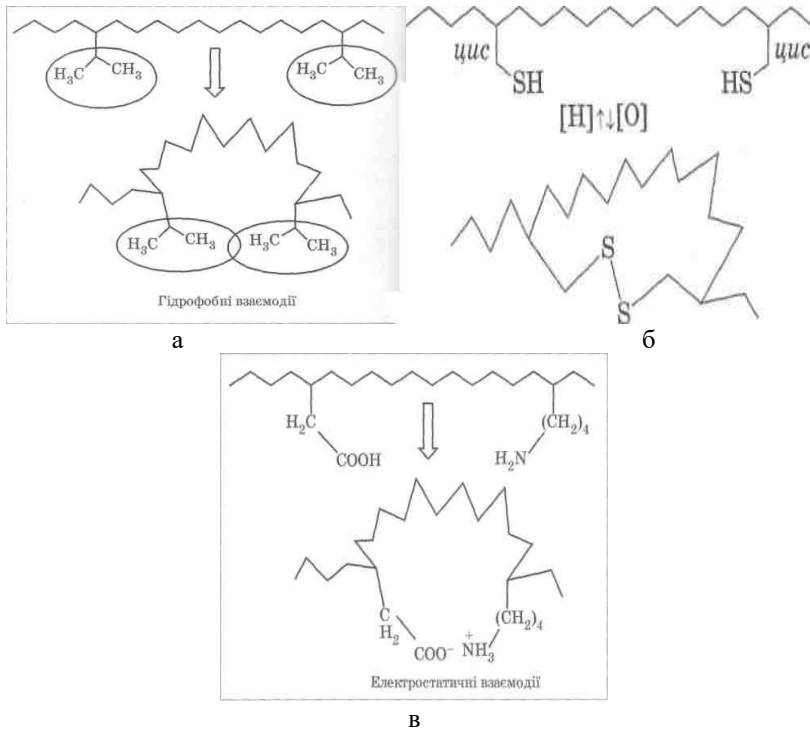 H₃C CH₃ H₃C CH₃
H₃C CH₃ H₃C CH₃
Гідрофобні взаємодії
а
цис цис
SH HS
[H]↑↓[O]
S
S
б
H₂C (CH₂)₄
COOH H₂N
C
H₂ (CH₂)₄
COO⁻ N⁺H₃
Електростатичні взаємодії
в